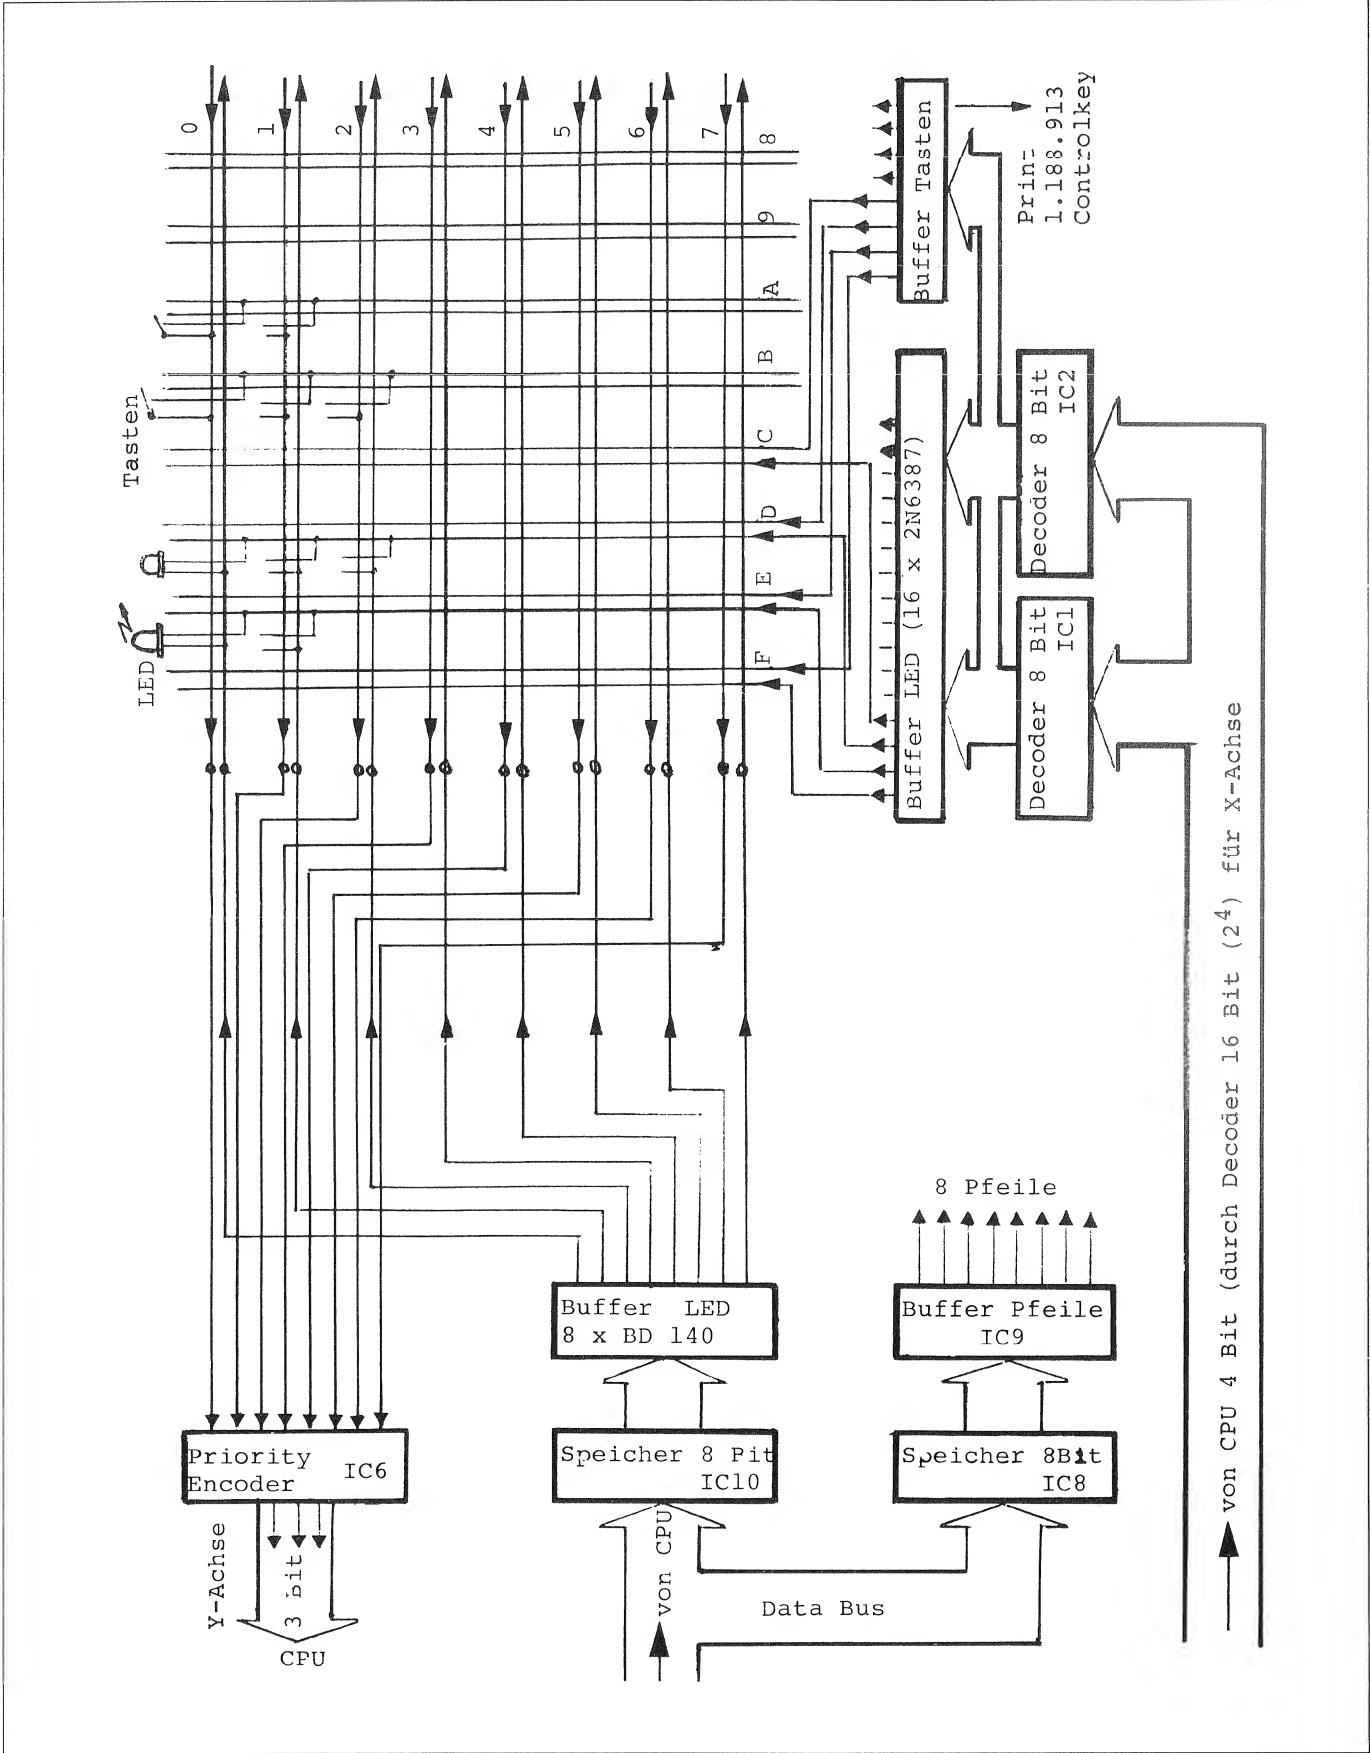 0
1
2
3
4
5
6
7
8
9
A
B
C
D
E
F
Tasten
LED
Buffer Tasten
Prin-
1.188.913
Controlkey
Buffer LED (16 x 2N6387)
Decoder 8 Bit
IC2
Decoder 8 Bit
IC1
8 Pfeile
Buffer LED
8 x BD 140
Buffer Pfeile
IC9
Priority
Encoder IC6
Speicher 8 Bit
IC10
Speicher 8Bit
IC8
Y-Achse
3 bit
CPU
von CPU
Data Bus
von CPU 4 Bit (durch Decoder 16 Bit (2⁴) für X-Achse